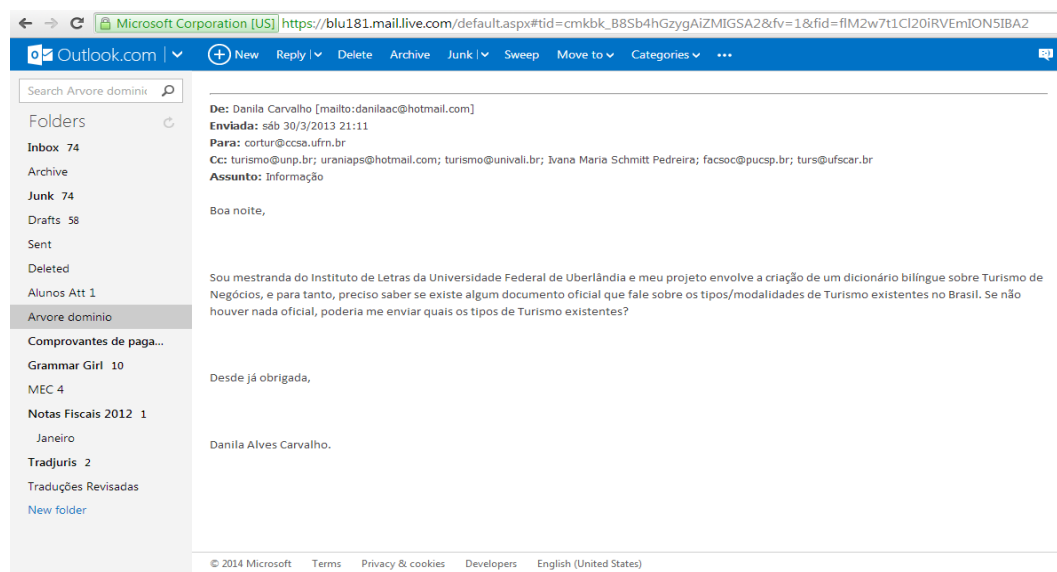 Microsoft Corporation [US] https://blu181.mail.live.com/default.aspx#tid=cmkbk_B8Sb4hGzygAiZMIGSA2&fv=1&fid=flM2w7t1Cl20iRVEmION5IBA2
Outlook.com New Reply Delete Archive Junk Sweep Move to Categories •••
Search Arvore dominic
Folders
Inbox 74
Archive
Junk 74
Drafts 58
Sent
Deleted
Alunos Att 1
Arvore dominio
Comprovantes de paga...
Grammar Girl 10
MEC 4
Notas Fiscais 2012 1
Janeiro
Tradjuris 2
Traduções Revisadas
New folder
De: Danila Carvalho [mailto:danilaac@hotmail.com]
Enviada: sáb 30/3/2013 21:11
Para: cortur@ccsa.ufrn.br
Cc: turismo@unp.br; uraniaps@hotmail.com; turismo@univali.br; Ivana Maria Schmitt Pedreira; facsoc@pucsp.br; turs@ufscar.br
Assunto: Informação
Boa noite,
Sou mestranda do Instituto de Letras da Universidade Federal de Uberlândia e meu projeto envolve a criação de um dicionário bilíngue sobre Turismo de
Negócios, e para tanto, preciso saber se existe algum documento oficial que fale sobre os tipos/modalidades de Turismo existentes no Brasil. Se não
houver nada oficial, poderia me enviar quais os tipos de Turismo existentes?
Desde já obrigada,
Danila Alves Carvalho.
© 2014 Microsoft Terms Privacy & cookies Developers English (United States)